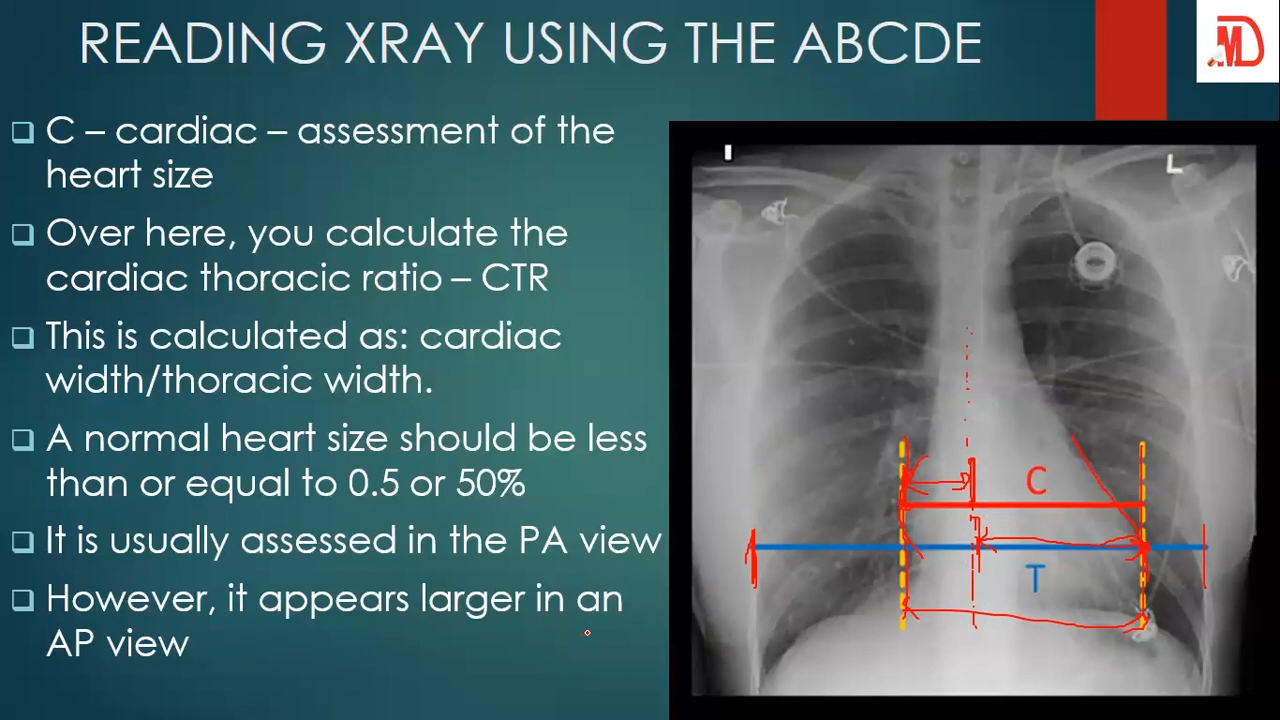 READING XRAY USING THE ABCDE
MD
C – cardiac – assessment of the
heart size
Over here, you calculate the
cardiac thoracic ratio – CTR
This is calculated as: cardiac
width/thoracic width.
A normal heart size should be less
than or equal to 0.5 or 50%
It is usually assessed in the PA view
However, it appears larger in an
AP view
L
C
T